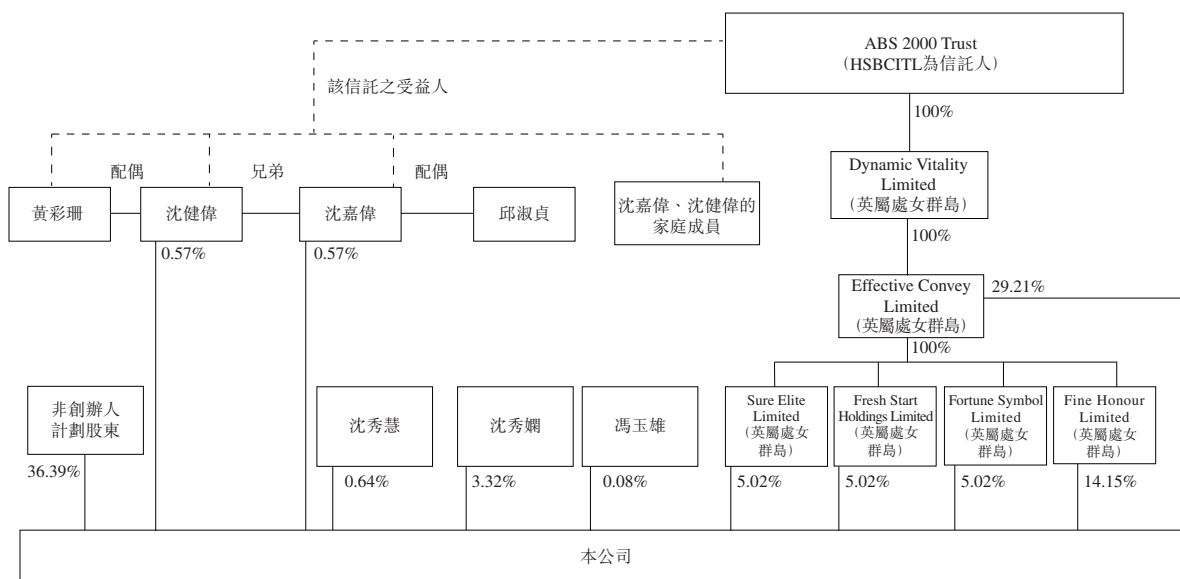 ABS 2000 Trust
(HSBCITL為信託人)
該信託之受益人
100%
Dynamic Vitality
Limited
(英屬處女群島)
配偶
兄弟
配偶
黃彩珊
沈健偉
沈嘉偉
邱淑貞
沈嘉偉、沈健偉的
家庭成員
0.57%
0.57%
100%
Effective Convey
Limited
(英屬處女群島)
29.21%
100%
非創辦人
計劃股東
沈秀慧
沈秀嫻
馮玉雄
Sure Elite
Limited
(英屬處女
群島)
Fresh Start
Holdings Limited
(英屬處女
群島)
Fortune Symbol
Limited
(英屬處女
群島)
Fine Honour
Limited
(英屬處女
群島)
36.39%
0.64%
3.32%
0.08%
5.02%
5.02%
5.02%
14.15%
本公司